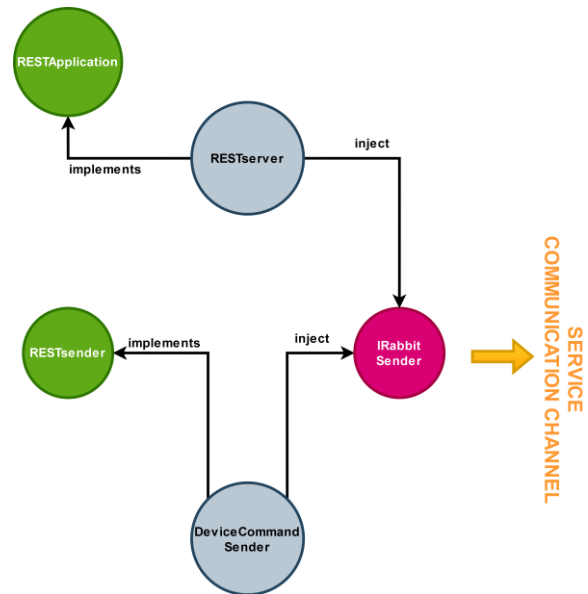 RESTApplication
RESTserver
implements
inject
SERVICE
COMMUNICATION CHANNEL
RESTsender
implements
inject
IRabbit
Sender
DeviceCommand
Sender